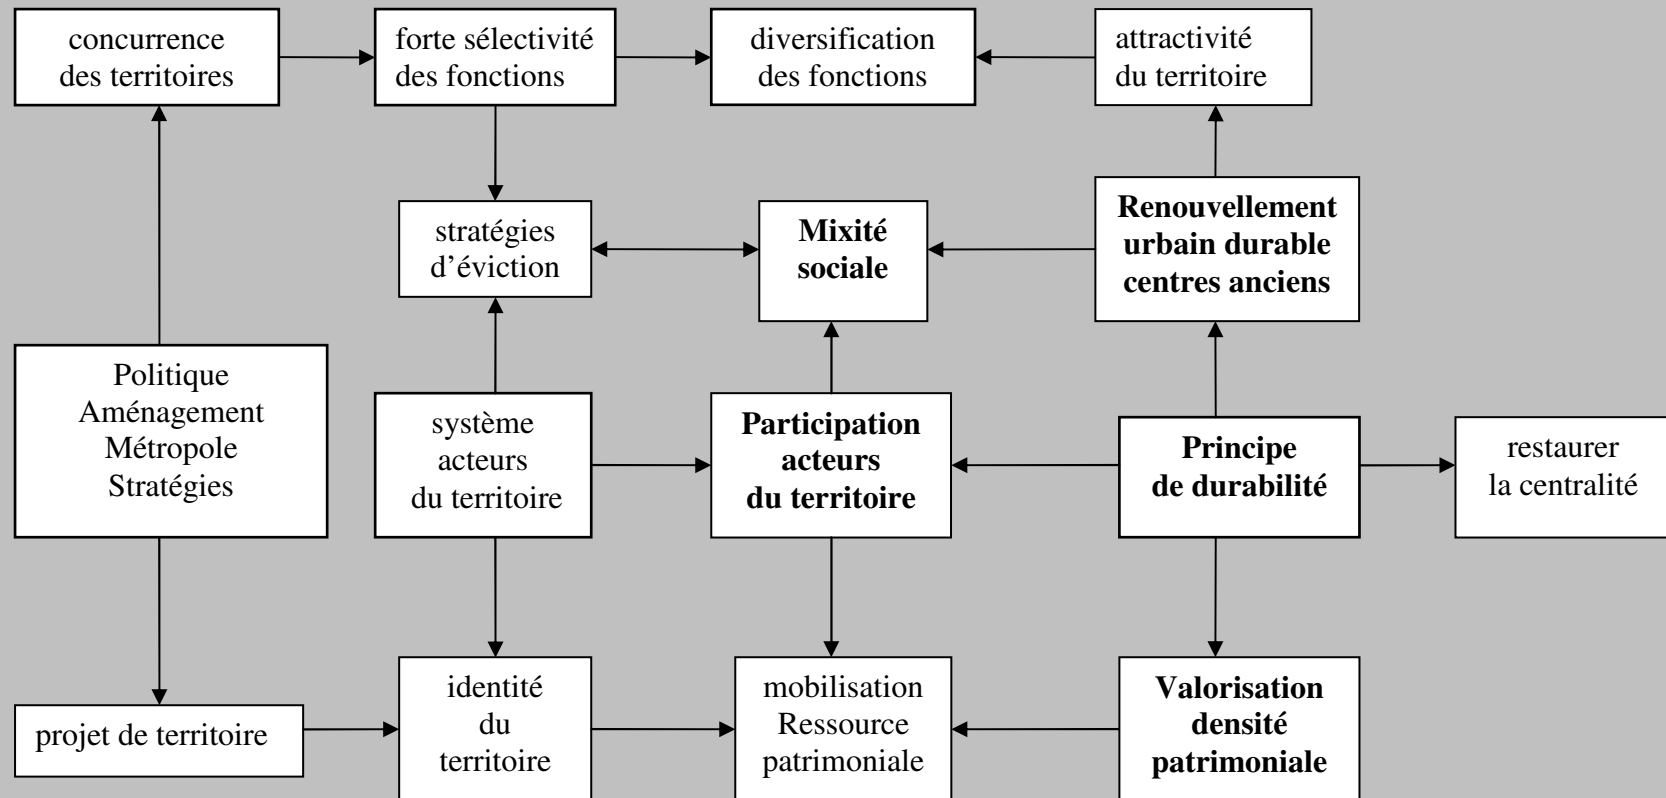 concurrence
des territoires
forte sélectivité
des fonctions
diversification
des fonctions
attractivité
du territoire
stratégies
d’éviction
Mixité
sociale
Renouvellement
urbain durable
centres anciens
Politique
Aménagement
Métropole
Stratégies
système
acteurs
du territoire
Participation
acteurs
du territoire
Principe
de durabilité
restaurer
la centralité
projet de territoire
identité
du
territoire
mobilisation
Ressource
patrimoniale
Valorisation
densité
patrimoniale